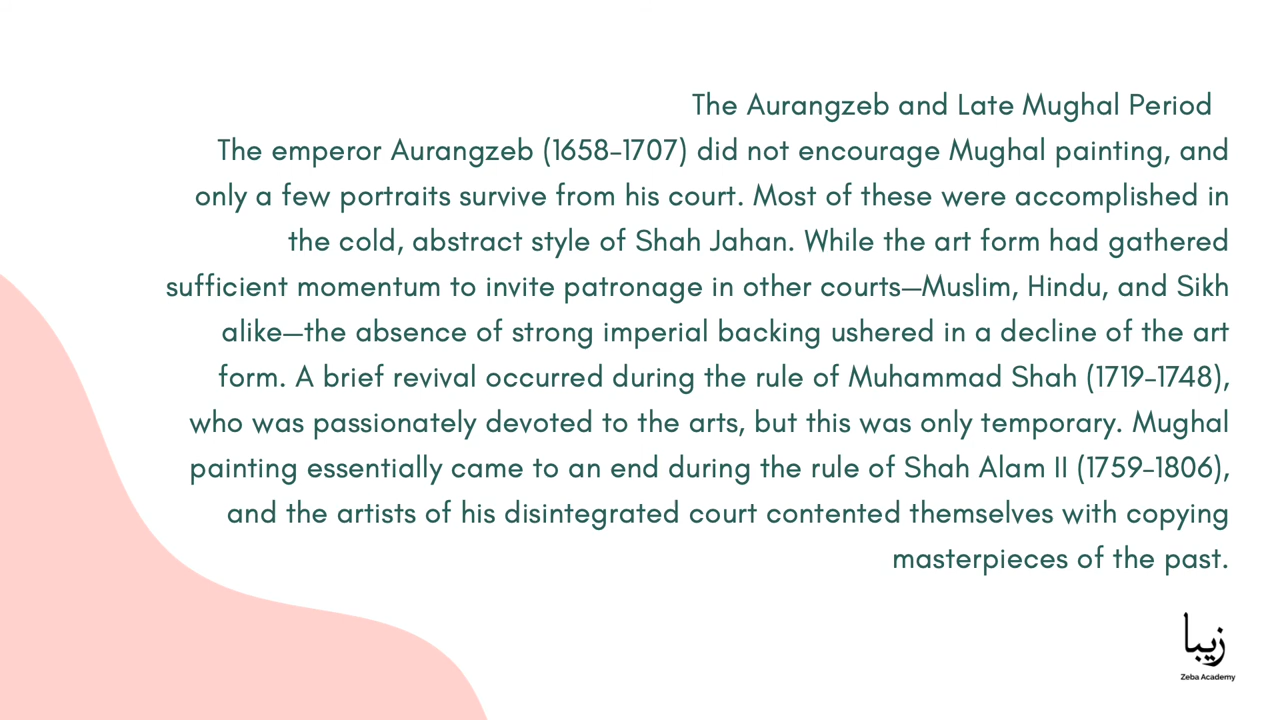 The Aurangzeb and Late Mughal Period
The emperor Aurangzeb (1658–1707) did not encourage Mughal painting, and
only a few portraits survive from his court. Most of these were accomplished in
the cold, abstract style of Shah Jahan. While the art form had gathered
sufficient momentum to invite patronage in other courts—Muslim, Hindu, and Sikh
alike—the absence of strong imperial backing ushered in a decline of the art
form. A brief revival occurred during the rule of Muhammad Shah (1719–1748),
who was passionately devoted to the arts, but this was only temporary. Mughal
painting essentially came to an end during the rule of Shah Alam II (1759–1806),
and the artists of his disintegrated court contented themselves with copying
masterpieces of the past.
زيبا
Zeba Academy